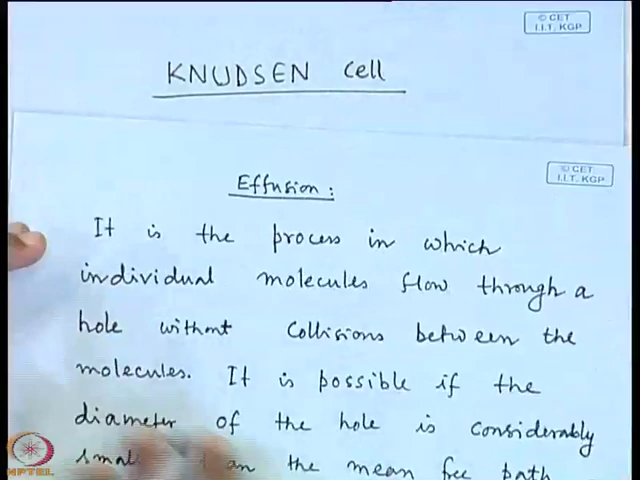 © CET
I.I.T. KGP
KNUDSEN Cell
© CET
I.I.T. KGP
Effusion:
It is the process in which
individual molecules flow through a
hole without Collisions between the
molecules. It is possible if the
diameter of the hole is considerably
the mean free path
NPTEL